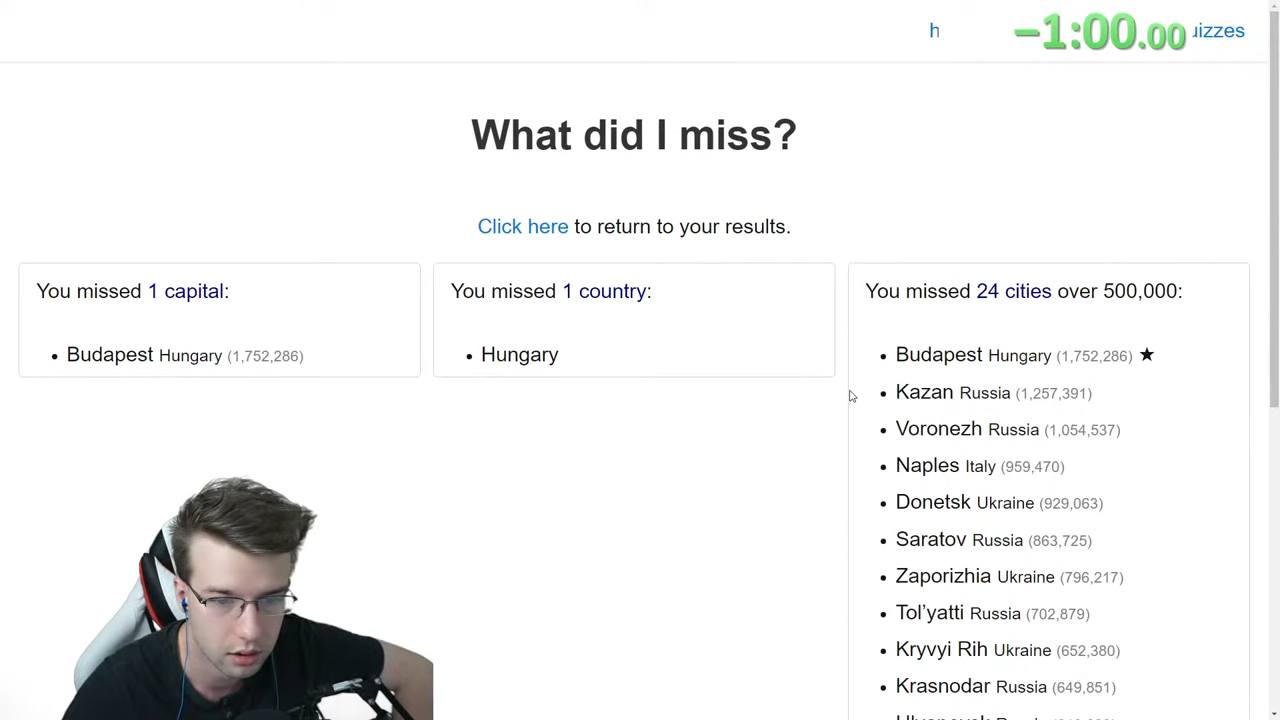 h
−1:00.00
uizzes
What did I miss?
Click here to return to your results.
You missed 1 capital:
• Budapest Hungary (1,752,286)
You missed 1 country:
• Hungary
You missed 24 cities over 500,000:
• Budapest Hungary (1,752,286) ★
• Kazan Russia (1,257,391)
• Voronezh Russia (1,054,537)
• Naples Italy (959,470)
• Donetsk Ukraine (929,063)
• Saratov Russia (863,725)
• Zaporizhia Ukraine (796,217)
• Tol’yatti Russia (702,879)
• Kryvyi Rih Ukraine (652,380)
• Krasnodar Russia (649,851)